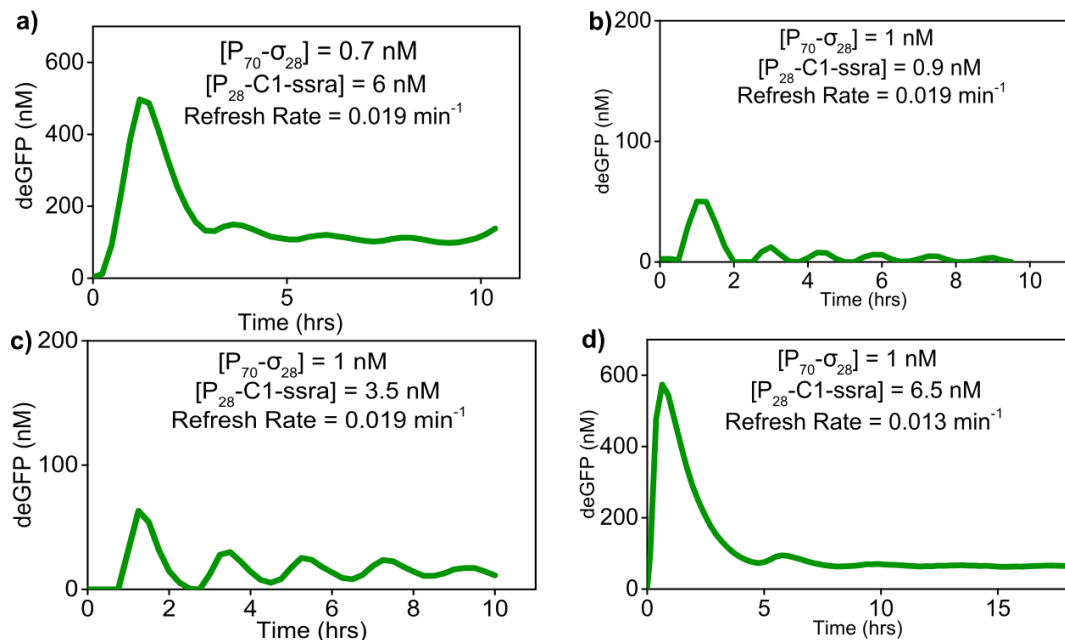 a)
[P₇₀-σ₂₈] = 0.7 nM
[P₂₈-C1-ssra] = 6 nM
Refresh Rate = 0.019 min⁻¹
600
400
200
0
deGFP (nM)
0
5
10
Time (hrs)
b)
[P₇₀-σ₂₈] = 1 nM
[P₂₈-C1-ssra] = 0.9 nM
Refresh Rate = 0.019 min⁻¹
200
100
0
deGFP (nM)
0
2
4
6
8
10
Time (hrs)
c)
[P₇₀-σ₂₈] = 1 nM
[P₂₈-C1-ssra] = 3.5 nM
Refresh Rate = 0.019 min⁻¹
200
100
0
deGFP (nM)
0
2
4
6
8
10
Time (hrs)
d)
[P₇₀-σ₂₈] = 1 nM
[P₂₈-C1-ssra] = 6.5 nM
Refresh Rate = 0.013 min⁻¹
600
400
200
0
deGFP (nM)
0
5
10
15
Time (hrs)